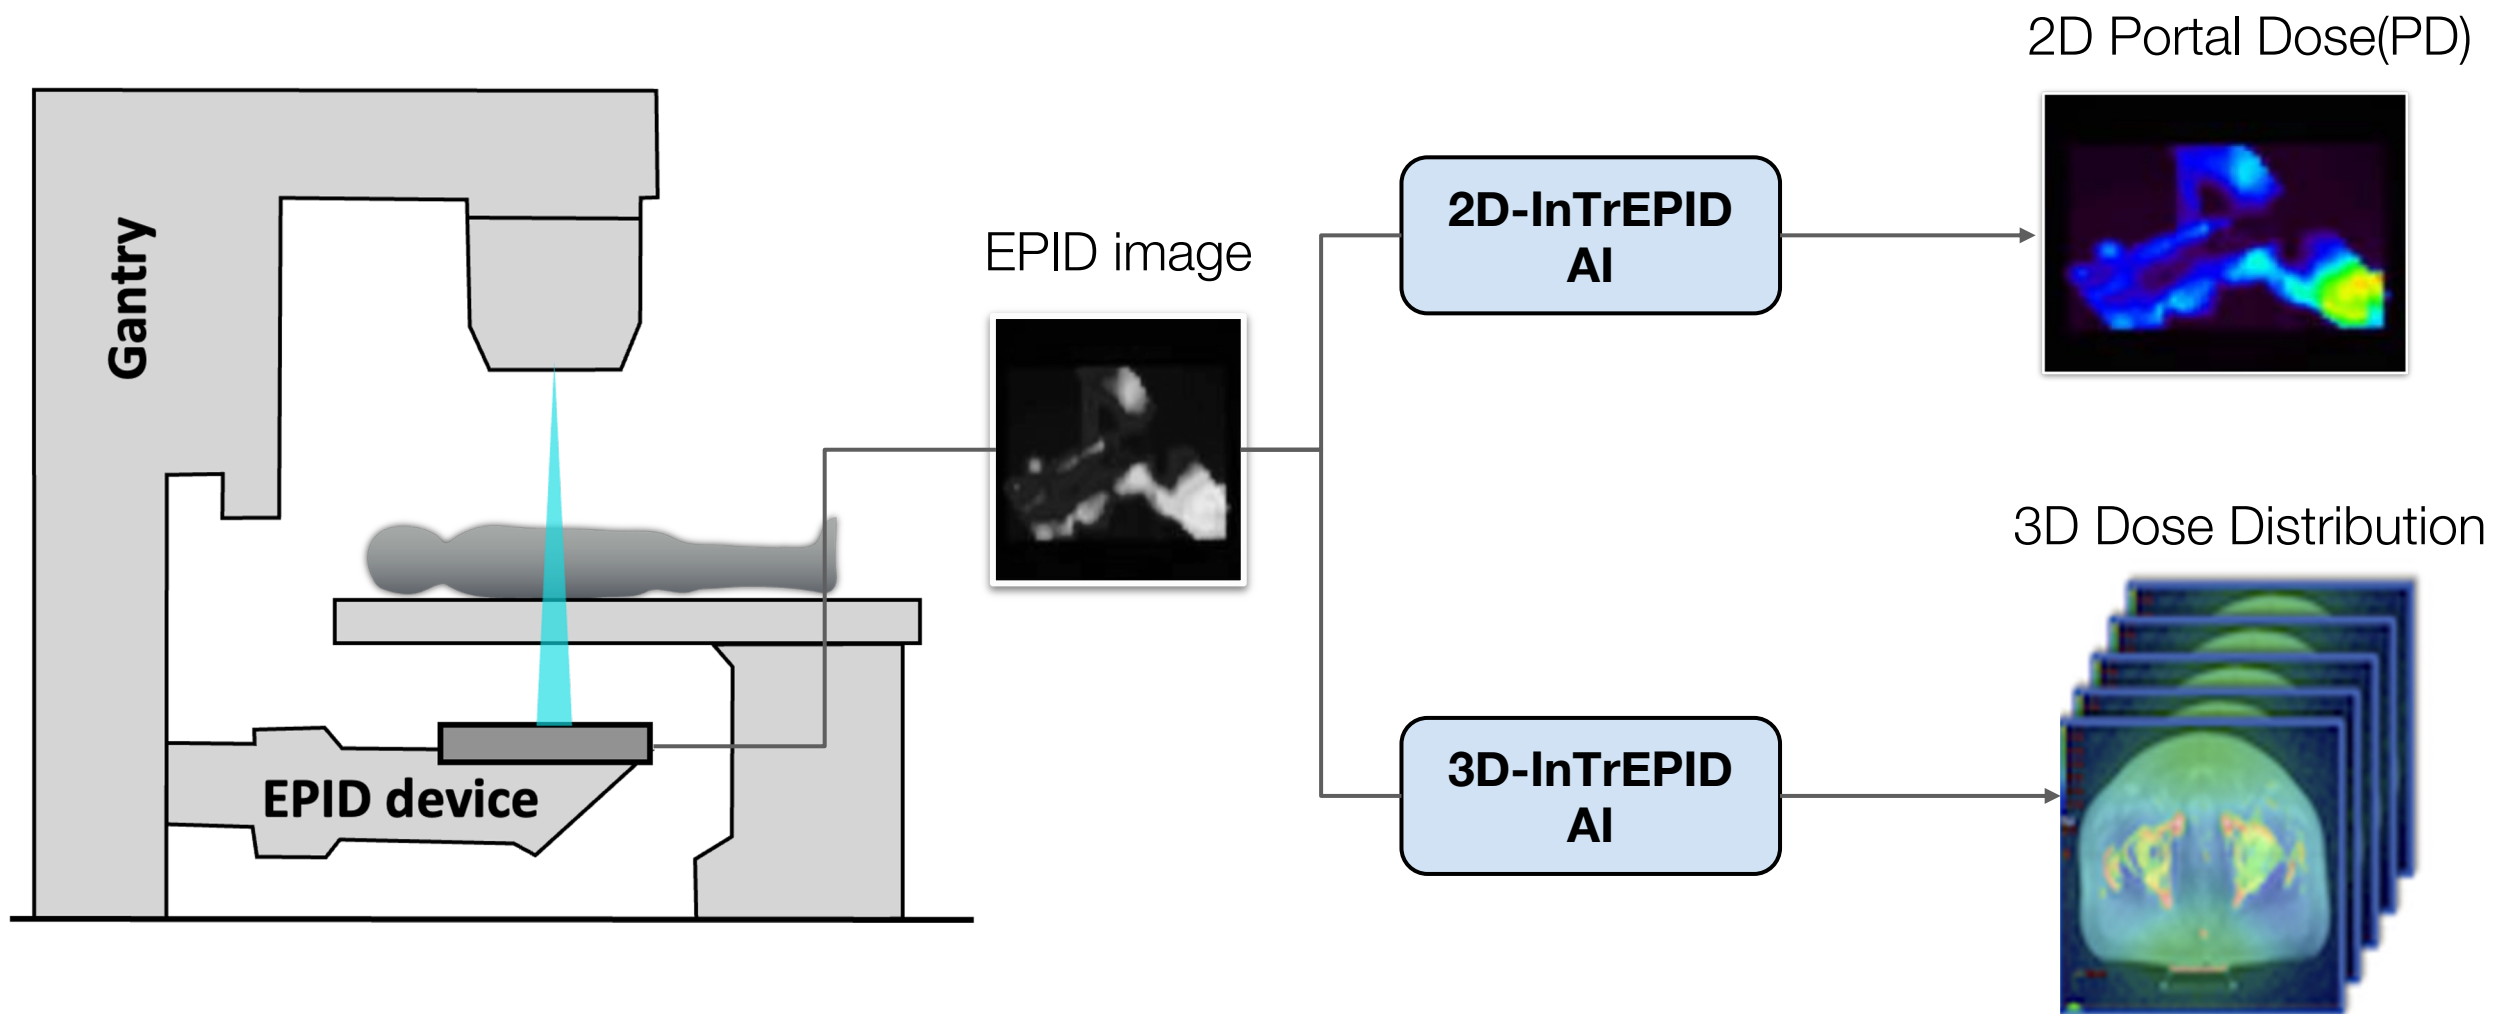 2D Portal Dose(PD)
Gantry
EPID image
2D-InTrEPID
AI
3D Dose Distribution
3D-InTrEPID
AI
EPID device